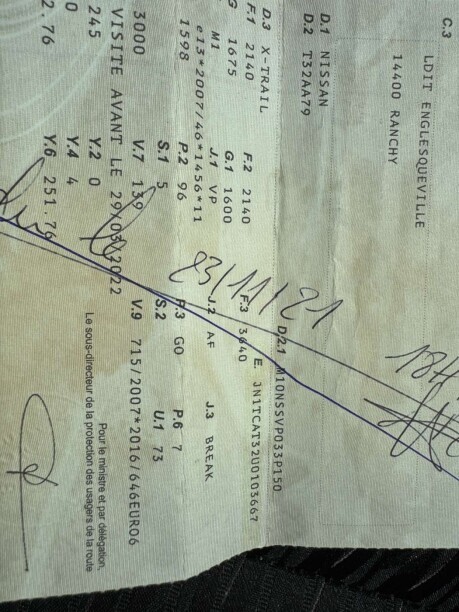 C.3
LDIT ENGLESQUEVILLE
14400 RANCHY
D.1 NISSAN
D.2 T32AA79
D.2.1 M10NSSVP033P150
D.3 X-TRAIL
E. JN1TCAT32U0103667
F.1 2140 F.2 2140 F.3 3640
G 1675 G.1 1600
M1 J.1 VP J.2 AF J.3 BREAK
e13*2007/46*1456*11
1598 P.2 96 P.3 GO P.6 7
S.1 5 S.2 U.1 73
3000 V.7 139 V.9 715/2007*2016/646EURO6
VISITE AVANT LE 29/03/2022
245 Y.2 0
0 Y.4 4
2.76 Y.6 251.76
23/11/21
Pour le ministre et par délégation,
Le sous-directeur de la protection des usagers de la route